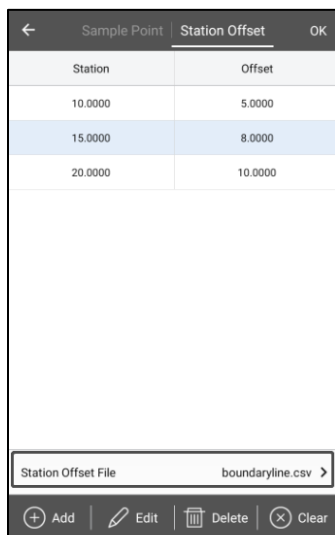 Sample Point Station Offset OK
Station Offset
10.0000 5.0000
15.0000 8.0000
20.0000 10.0000
Station Offset File boundaryline.csv
Add Edit Delete Clear